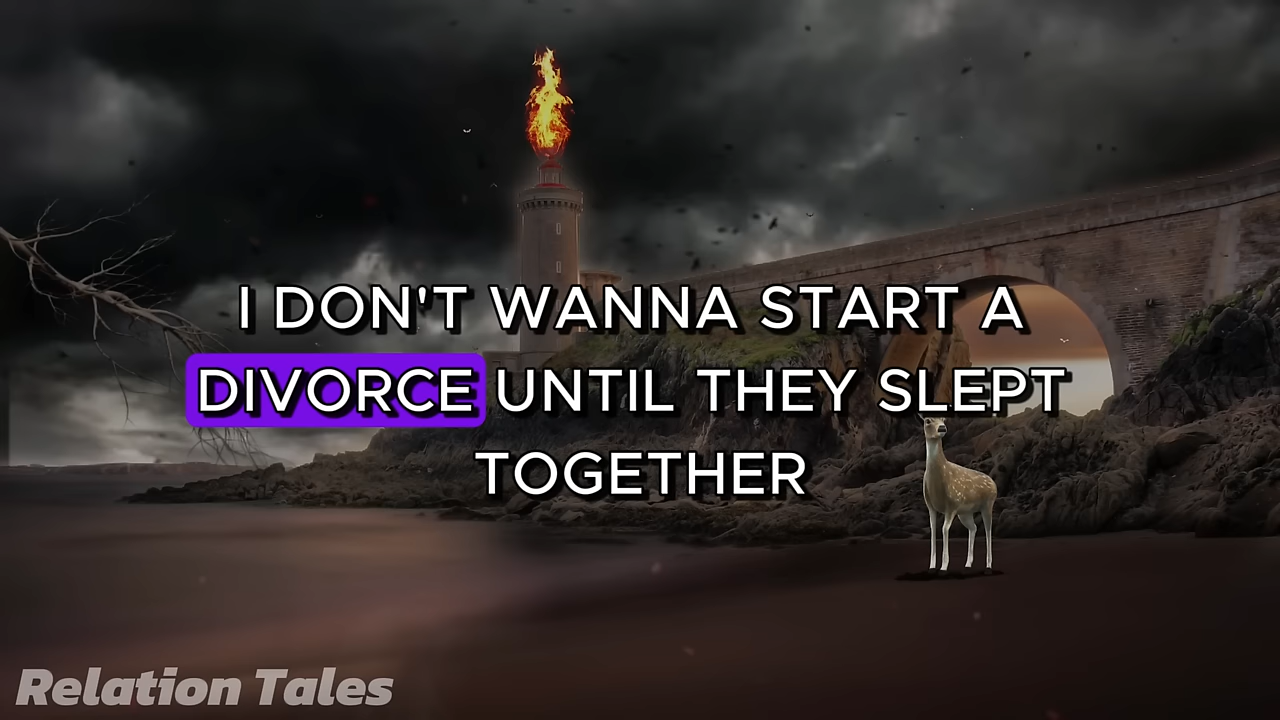 I DON'T WANNA START A
DIVORCE UNTIL THEY SLEPT
TOGETHER
Relation Tales